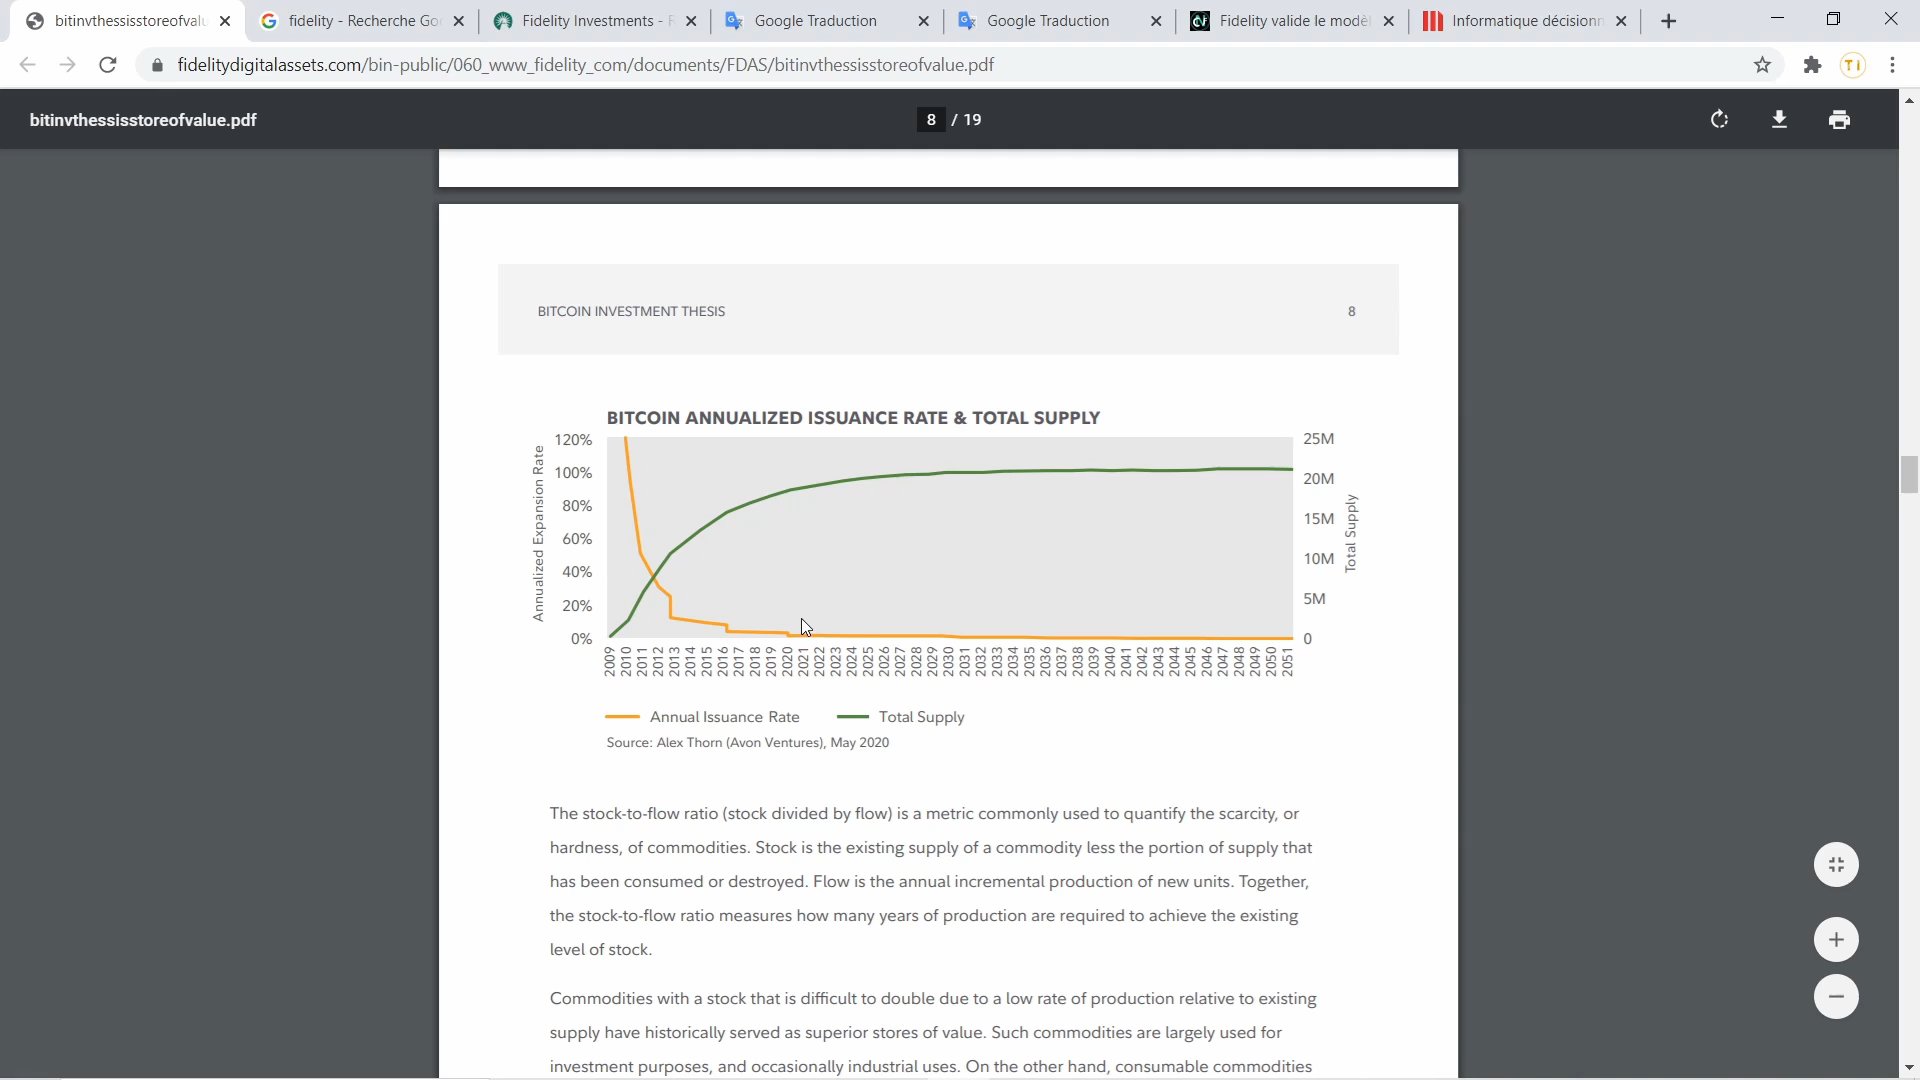 bitinvthessisstoreofvalu
fidelity - Recherche Go
Fidelity Investments - R
Google Traduction
Google Traduction
Fidelity valide le modèl
Informatique décisionn
fidelitydigitalassets.com/bin-public/060_www_fidelity_com/documents/FDAS/bitinvthessisstoreofvalue.pdf
TI
bitinvthessisstoreofvalue.pdf
8 / 19
BITCOIN INVESTMENT THESIS
8
BITCOIN ANNUALIZED ISSUANCE RATE & TOTAL SUPPLY
Annualized Expansion Rate
120%
100%
80%
60%
40%
20%
0%
25M
20M
15M
10M
5M
0
Total Supply
2009 2010 2011 2012 2013 2014 2015 2016 2017 2018 2019 2020 2021 2022 2023 2024 2025 2026 2027 2028 2029 2030 2031 2032 2033 2034 2035 2036 2037 2038 2039 2040 2041 2042 2043 2044 2045 2046 2047 2048 2049 2050 2051
Annual Issuance Rate
Total Supply
Source: Alex Thorn (Avon Ventures), May 2020
The stock-to-flow ratio (stock divided by flow) is a metric commonly used to quantify the scarcity, or
hardness, of commodities. Stock is the existing supply of a commodity less the portion of supply that
has been consumed or destroyed. Flow is the annual incremental production of new units. Together,
the stock-to-flow ratio measures how many years of production are required to achieve the existing
level of stock.
Commodities with a stock that is difficult to double due to a low rate of production relative to existing
supply have historically served as superior stores of value. Such commodities are largely used for
investment purposes, and occasionally industrial uses. On the other hand, consumable commodities